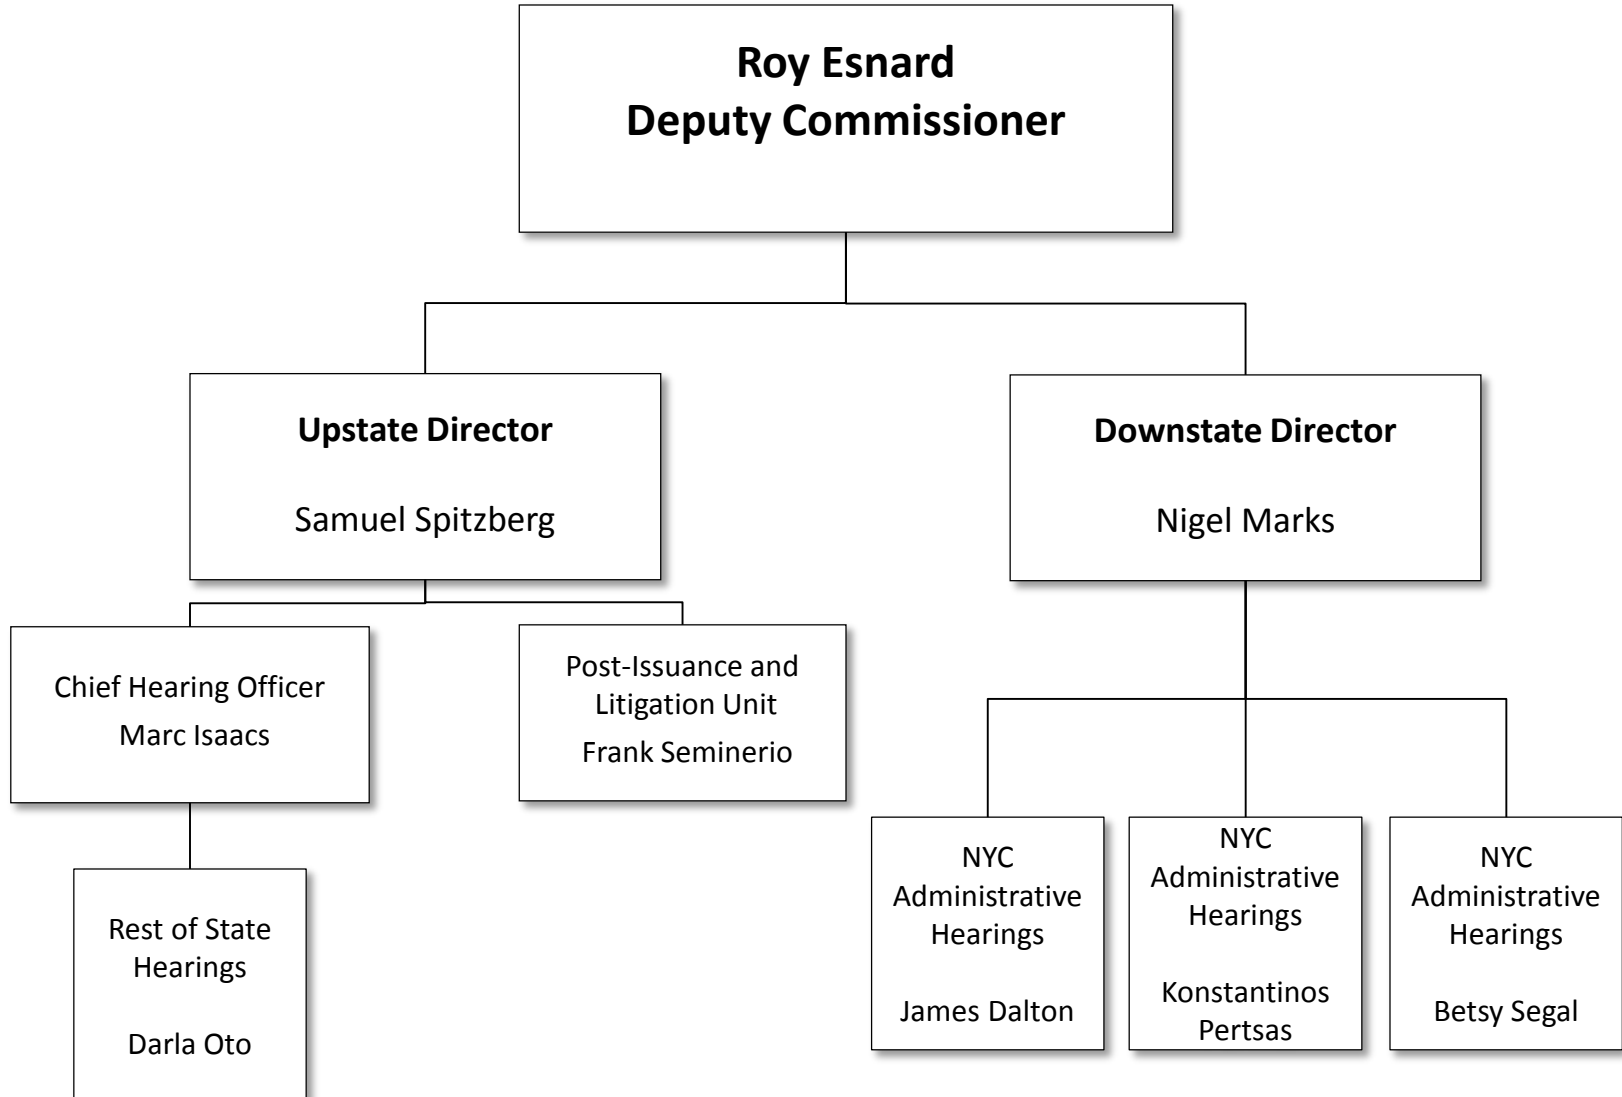 Roy Esnard
Deputy Commissioner
Upstate Director
Samuel Spitzberg
Downstate Director
Nigel Marks
Chief Hearing Officer
Marc Isaacs
Post-Issuance and
Litigation Unit
Frank Seminerio
Rest of State
Hearings
Darla Oto
NYC
Administrative
Hearings
James Dalton
NYC
Administrative
Hearings
Konstantinos
Pertsas
NYC
Administrative
Hearings
Betsy Segal